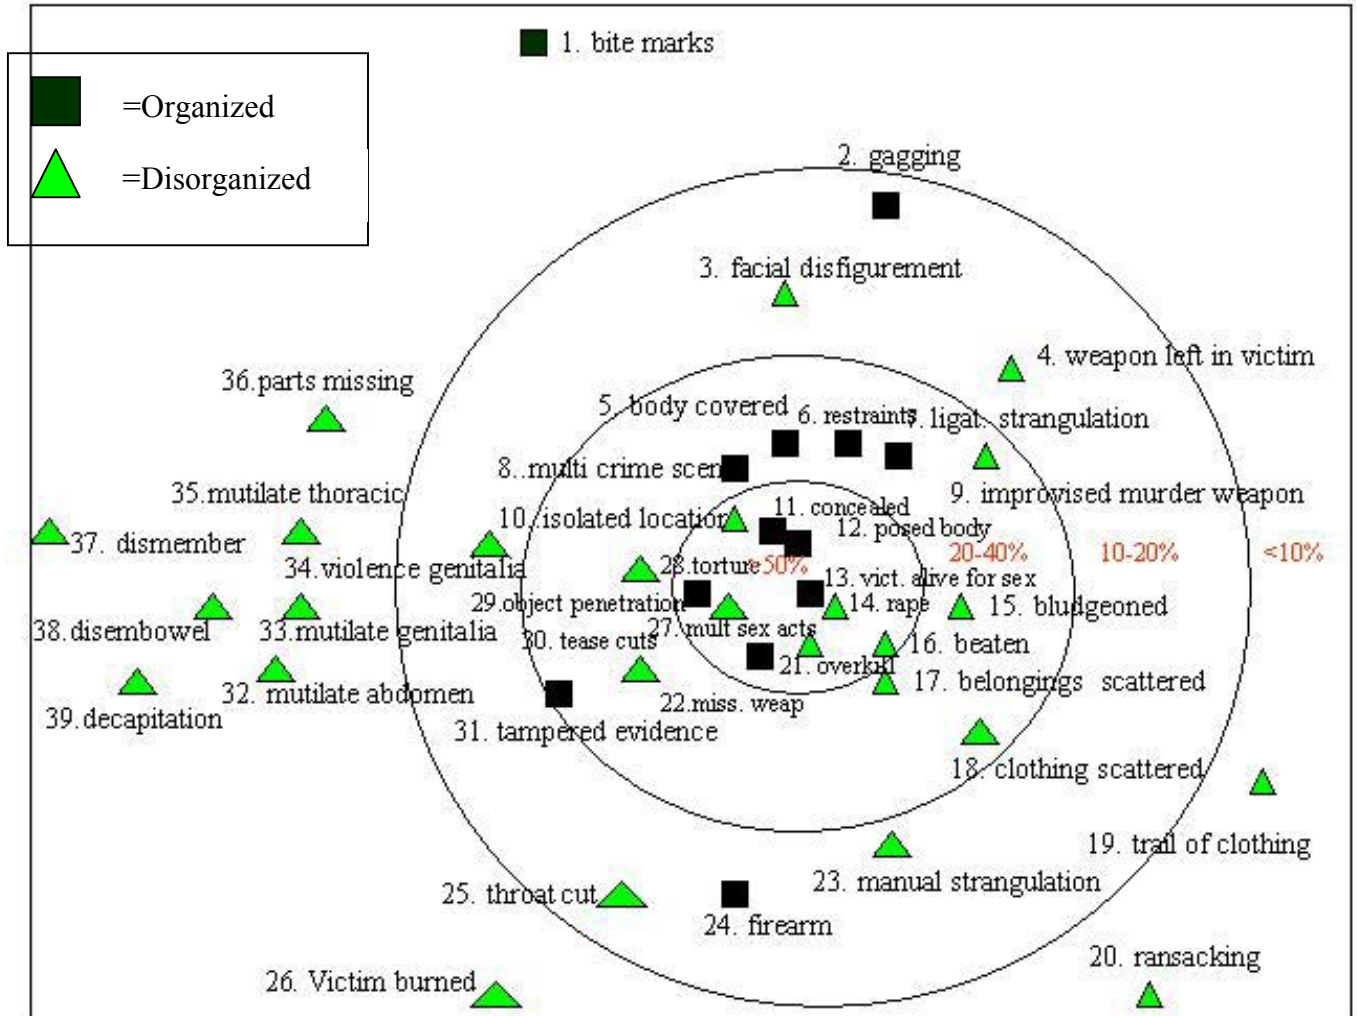 1. bite marks
=Organized
=Disorganized
2. gagging
3. facial disfigurement
4. weapon left in victim
36.parts missing
5. body covered
6. restraints
7. ligat. strangulation
8. multi crime scen
35.mutilate thoracic
9. improvised murder weapon
10. isolated location
11. concealed
12. posed body
37. dismember
34.violence genitalia
28.torture
>50%
20-40%
10-20%
<10%
13. vict. alive for sex
29.object penetration
14. rape
15. bludgeoned
38.disembowel
33.mutilate genitalia
27. mult sex acts
30. tease cuts
16. beaten
21. overkill
17. belongings scattered
32. mutilate abdomen
22.miss. weap
39.decapitation
31. tampered evidence
18. clothing scattered
19. trail of clothing
23. manual strangulation
25. throat cut
24. firearm
20. ransacking
26. Victim burned